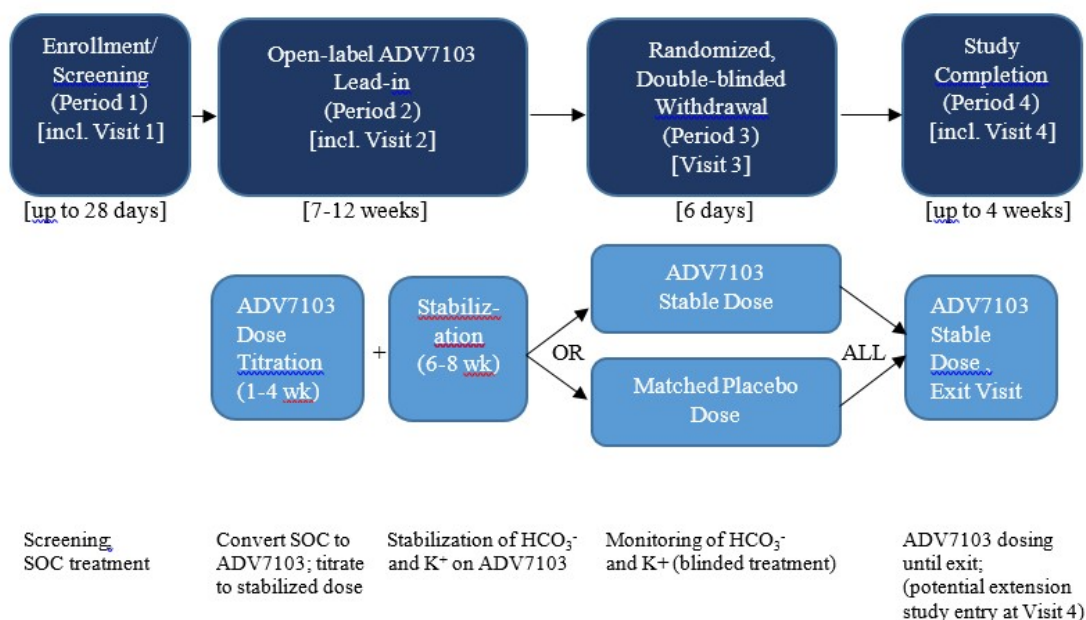 Enrollment/
Screening
(Period 1)
[incl. Visit 1]
Open-label ADV7103
Lead-in
(Period 2)
[incl. Visit 2]
Randomized,
Double-blinded
Withdrawal
(Period 3)
[Visit 3]
Study
Completion
(Period 4)
[incl. Visit 4]
[up to 28 days]
[7-12 weeks]
[6 days]
[up to 4 weeks]
ADV7103
Dose
Titration
(1-4 wk)
+
Stabiliz-
ation
(6-8 wk)
OR
ADV7103
Stable Dose
Matched Placebo
Dose
ALL
ADV7103
Stable
Dose,
Exit Visit
Screening;
SOC treatment
Convert SOC to
ADV7103; titrate
to stabilized dose
Stabilization of HCO₃⁻
and K⁺ on ADV7103
Monitoring of HCO₃⁻
and K+ (blinded treatment)
ADV7103 dosing
until exit;
(potential extension
study entry at Visit 4)